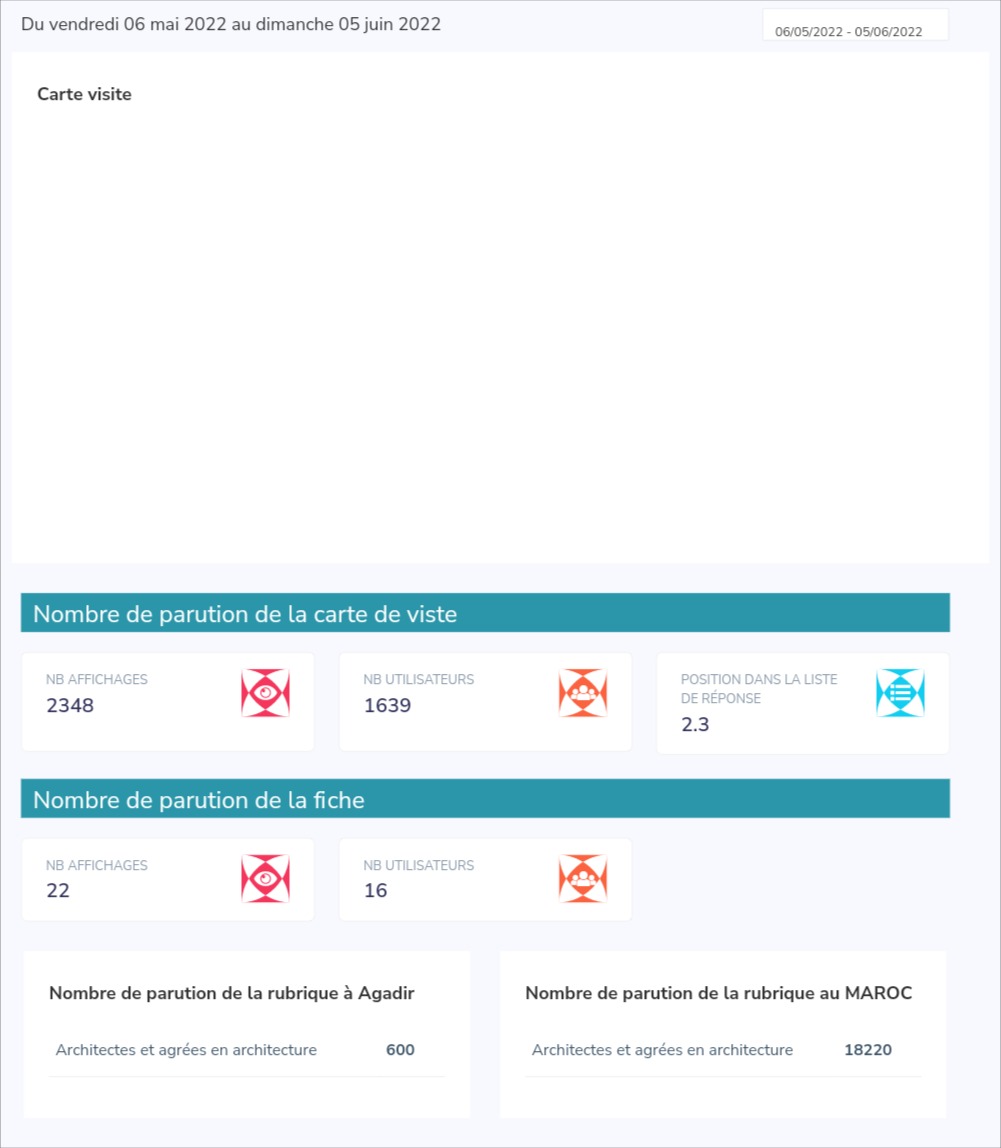 Du vendredi 06 mai 2022 au dimanche 05 juin 2022
06/05/2022 - 05/06/2022
Carte visite
Nombre de parution de la carte de viste
NB AFFICHAGES
2348
NB UTILISATEURS
1639
POSITION DANS LA LISTE
DE RÉPONSE
2.3
Nombre de parution de la fiche
NB AFFICHAGES
22
NB UTILISATEURS
16
Nombre de parution de la rubrique à Agadir
Architectes et agrées en architecture 600
Nombre de parution de la rubrique au MAROC
Architectes et agrées en architecture 18220